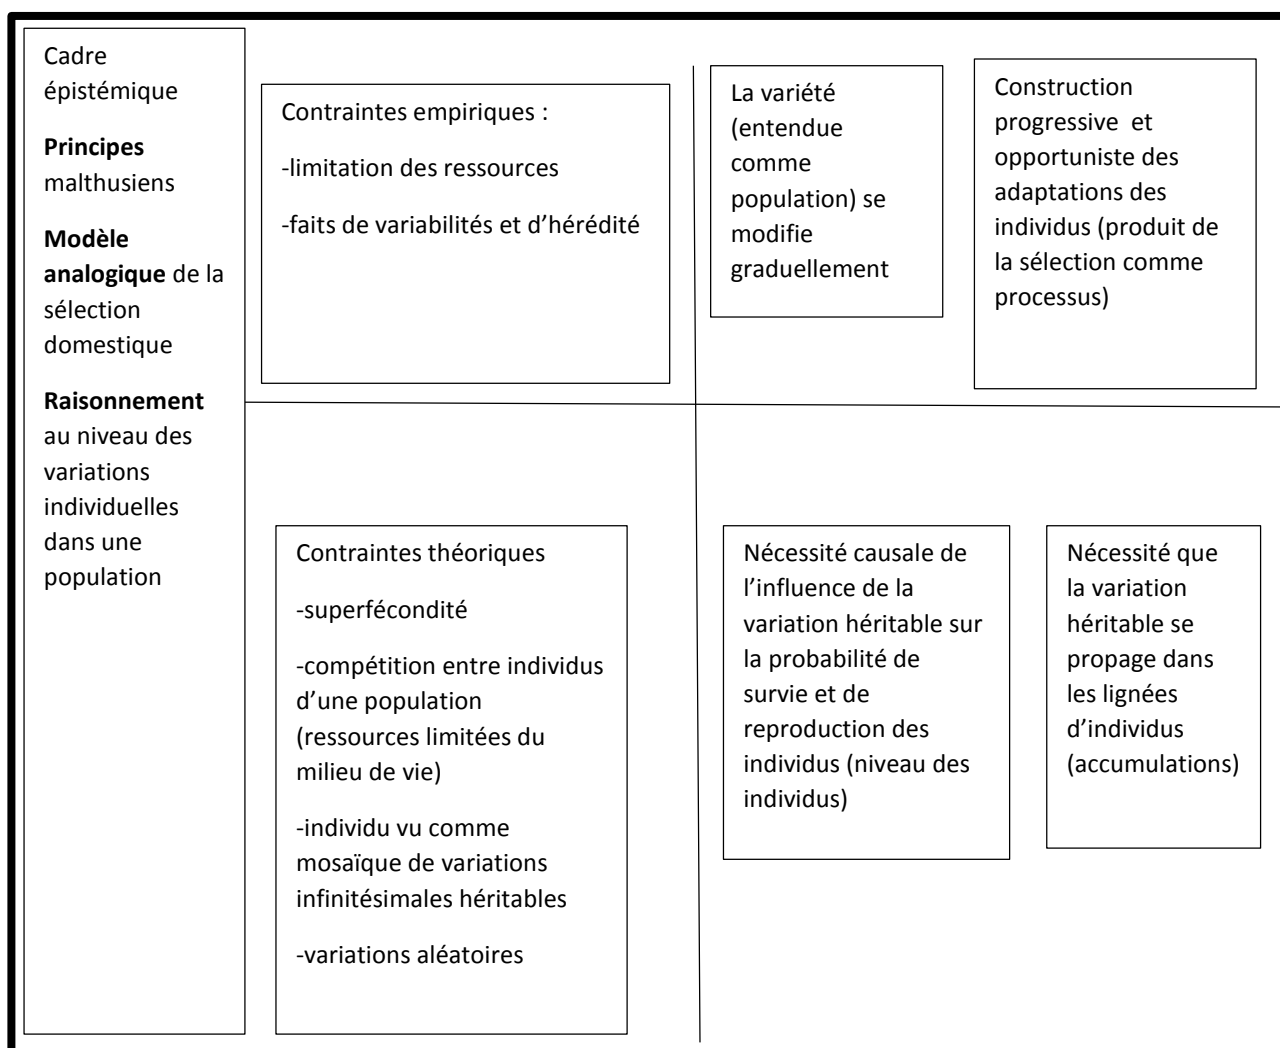 Cadre
épistémique
Principes
malthusiens
Modèle
analogique de la
sélection
domestique
Raisonnement
au niveau des
variations
individuelles
dans une
population
Contraintes empiriques :
-limitation des ressources
-faits de variabilités et d’hérédité
La variété
(entendue
comme
population) se
modifie
graduellement
Construction
progressive et
opportuniste des
adaptations des
individus (produit de
la sélection comme
processus)
Contraintes théoriques
-superfécondité
-compétition entre individus
d’une population
(ressources limitées du
milieu de vie)
-individu vu comme
mosaïque de variations
infinitésimales héritables
-variations aléatoires
Nécessité causale de
l’influence de la
variation héritable sur
la probabilité de
survie et de
reproduction des
individus (niveau des
individus)
Nécessité que
la variation
héritable se
propage dans
les lignées
d’individus
(accumulations)